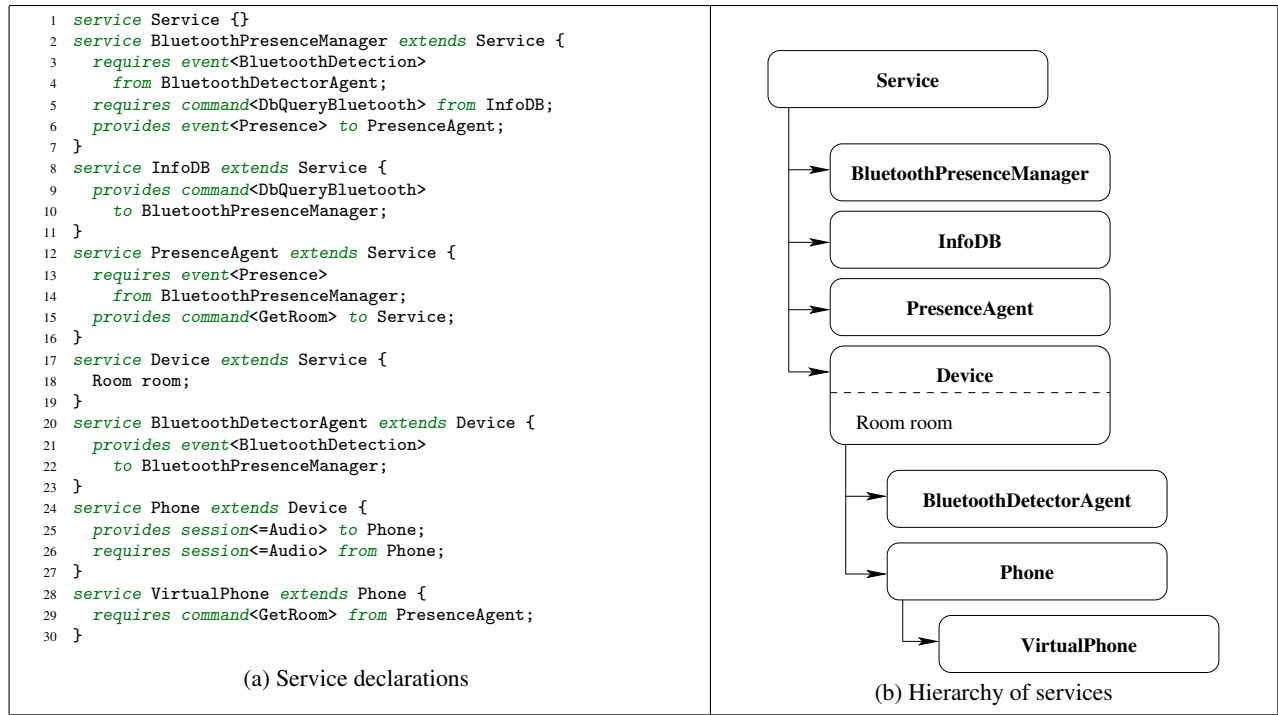 1 service Service {}
2 service BluetoothPresenceManager extends Service {
3 requires event<BluetoothDetection>
4 from BluetoothDetectorAgent;
5 requires command<DbQueryBluetooth> from InfoDB;
6 provides event<Presence> to PresenceAgent;
7 }
8 service InfoDB extends Service {
9 provides command<DbQueryBluetooth>
10 to BluetoothPresenceManager;
11 }
12 service PresenceAgent extends Service {
13 requires event<Presence>
14 from BluetoothPresenceManager;
15 provides command<GetRoom> to Service;
16 }
17 service Device extends Service {
18 Room room;
19 }
20 service BluetoothDetectorAgent extends Device {
21 provides event<BluetoothDetection>
22 to BluetoothPresenceManager;
23 }
24 service Phone extends Device {
25 provides session<=Audio> to Phone;
26 requires session<=Audio> from Phone;
27 }
28 service VirtualPhone extends Phone {
29 requires command<GetRoom> from PresenceAgent;
30 }
(a) Service declarations
Service
BluetoothPresenceManager
InfoDB
PresenceAgent
Device
Room room
BluetoothDetectorAgent
Phone
VirtualPhone
(b) Hierarchy of services